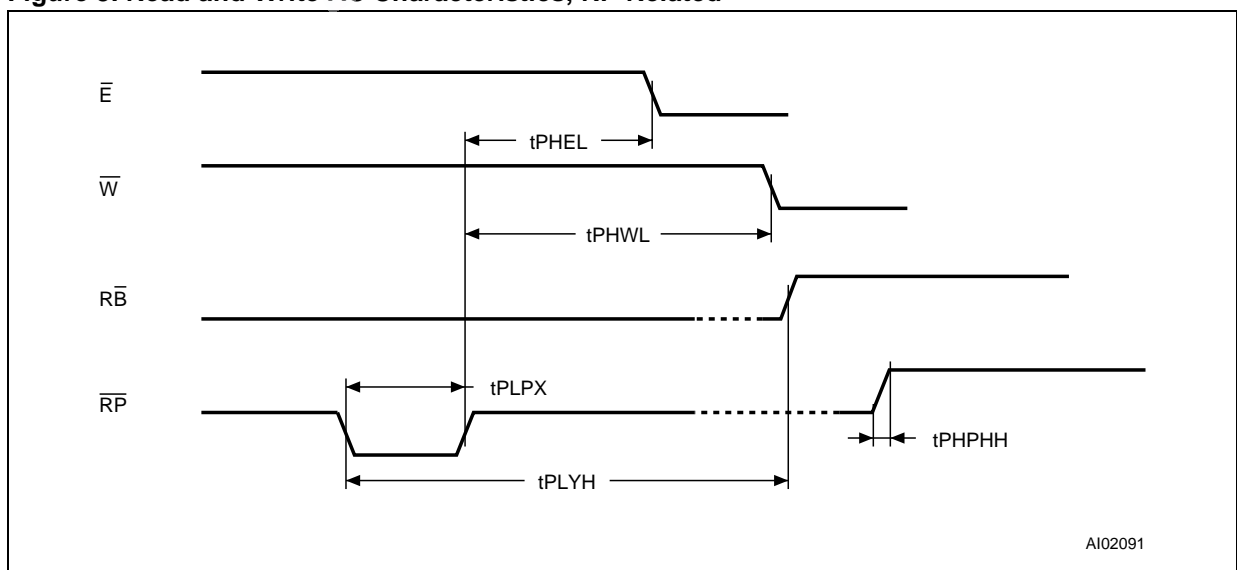 E̅
tPHEL
W̅
tPHWL
RB̅
tPLPX
R̅P̅
tPHPHH
tPLYH
AI02091